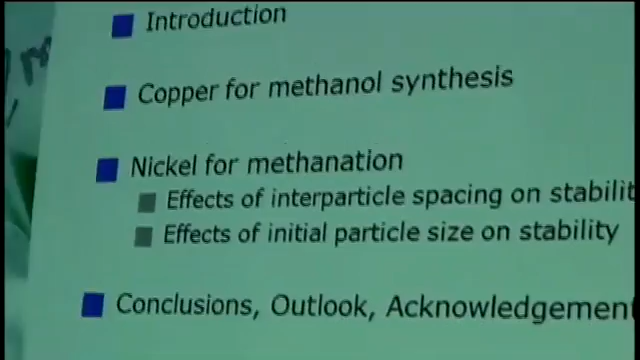 Introduction
Copper for methanol synthesis
Nickel for methanation
Effects of interparticle spacing on stabilit
Effects of initial particle size on stability
Conclusions, Outlook, Acknowledgement